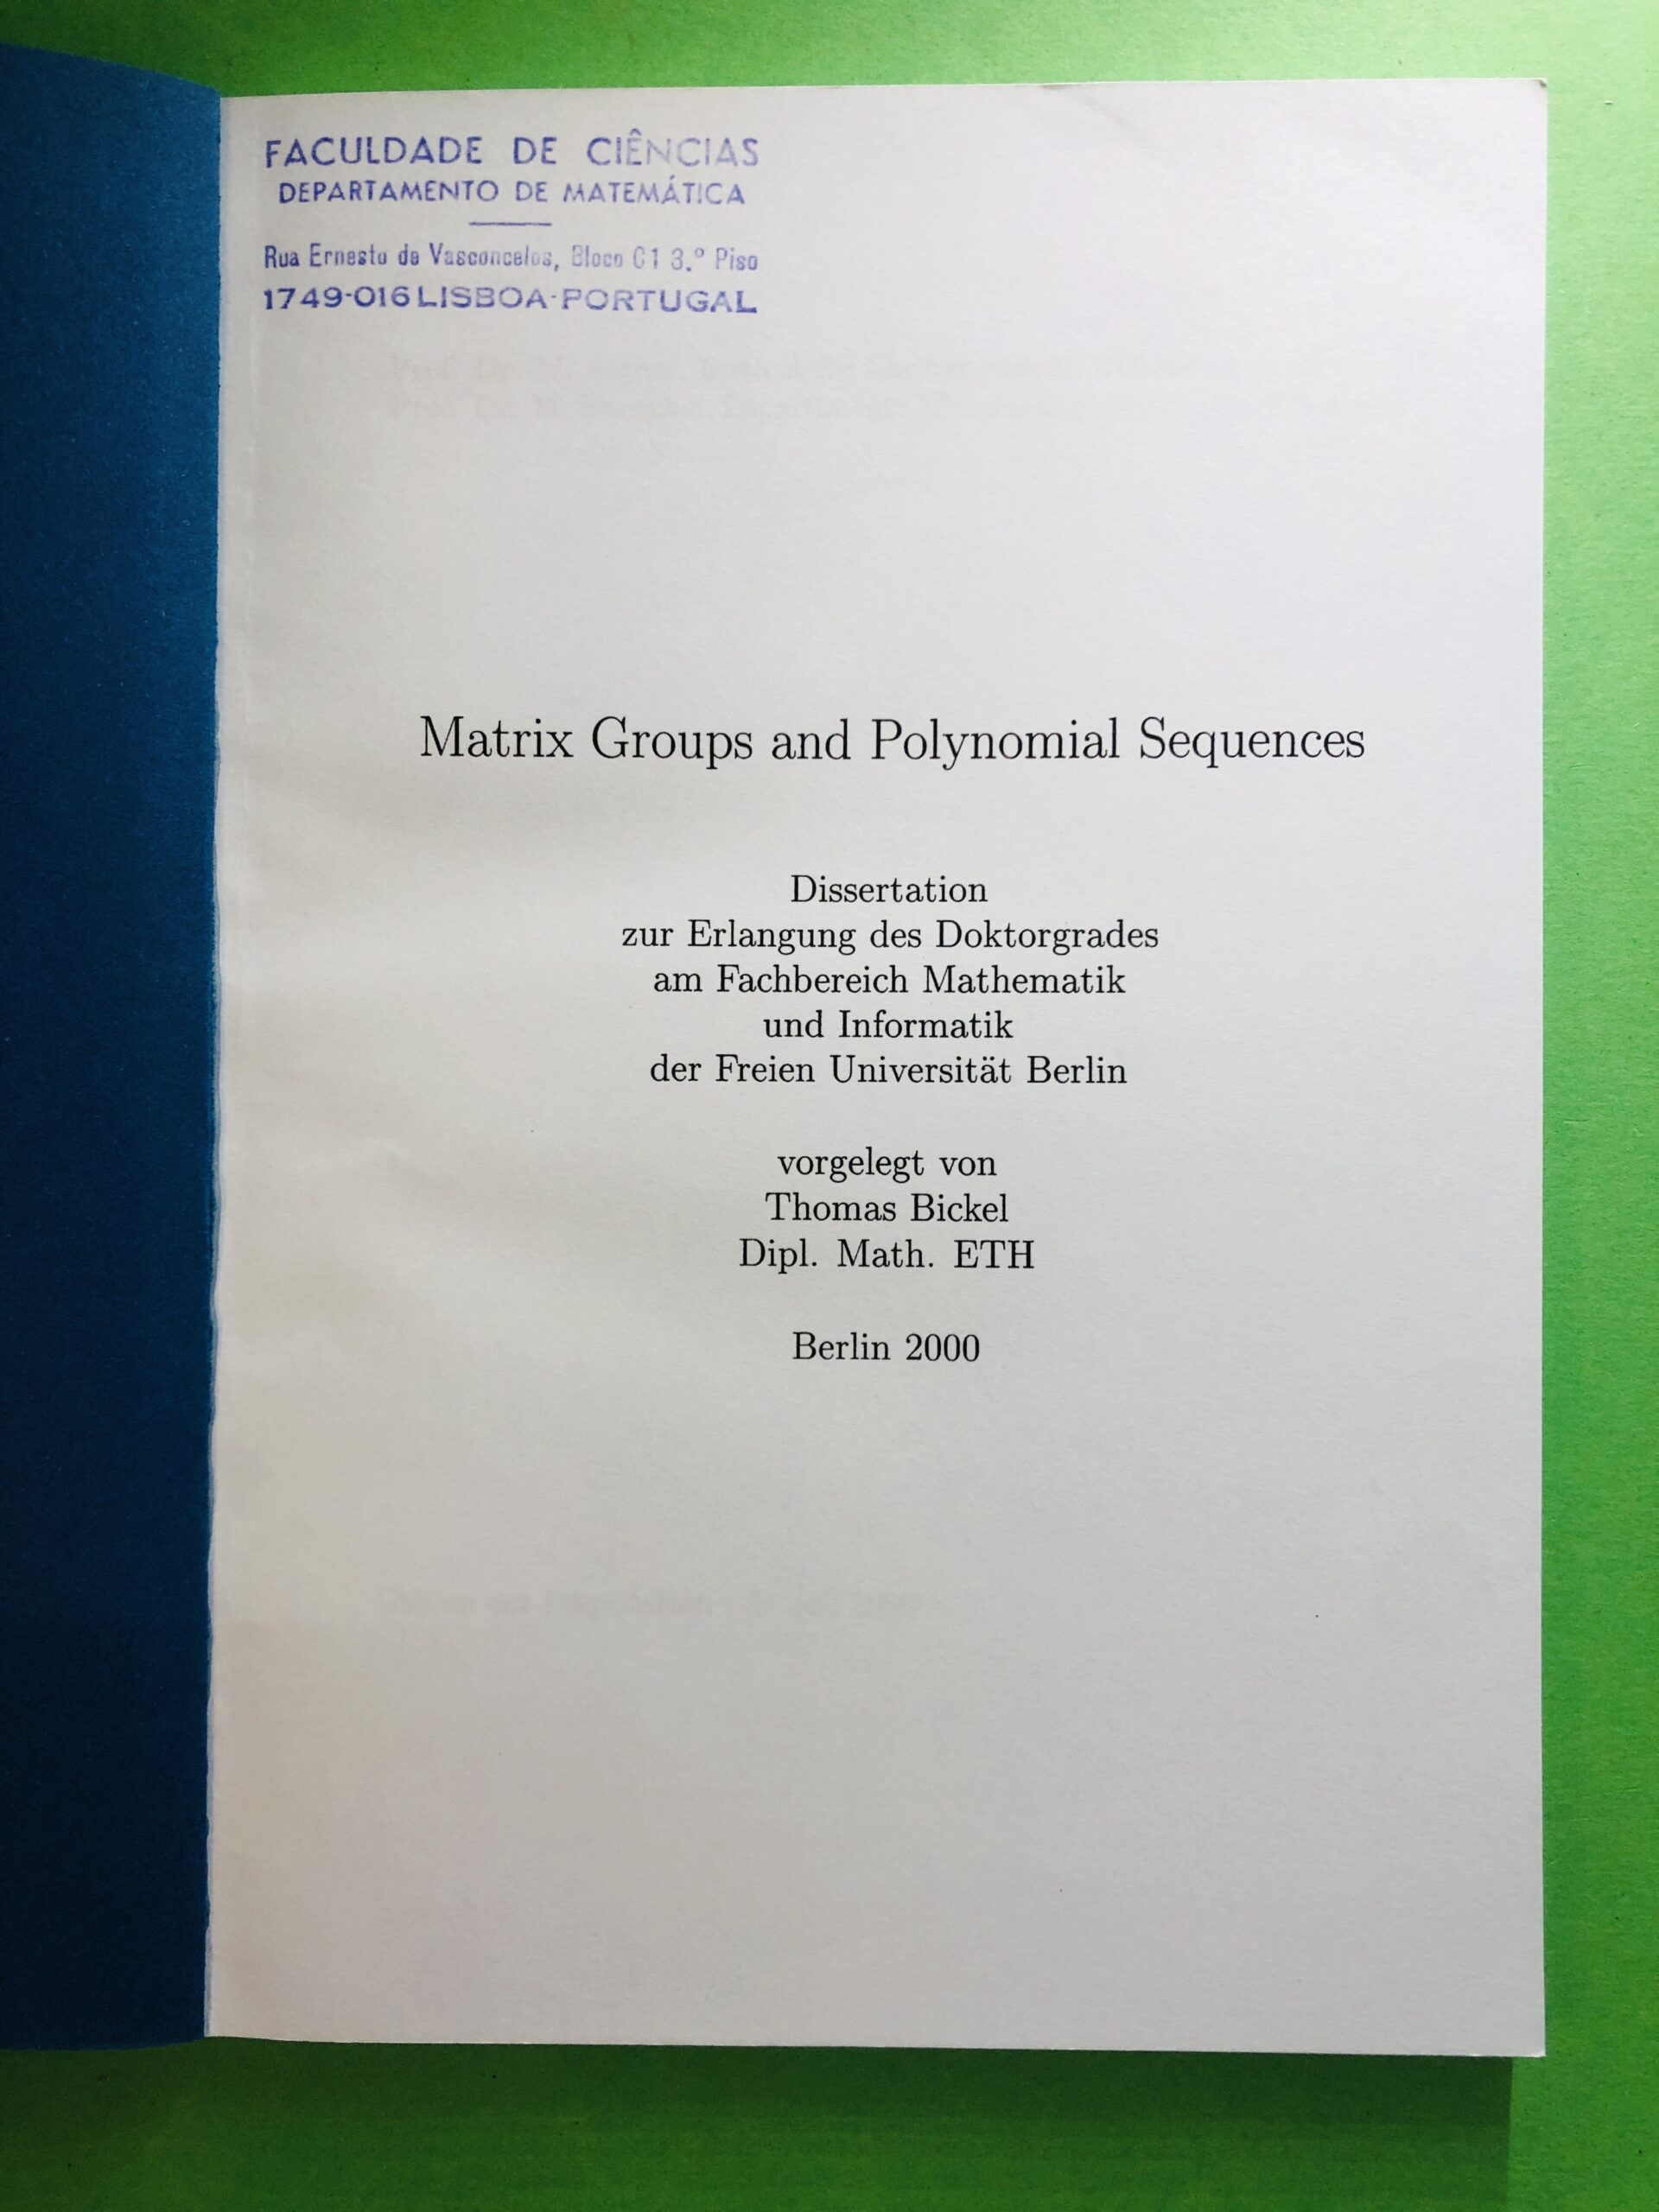 FACULDADE DE CIÊNCIAS
DEPARTAMENTO DE MATEMÁTICA
Rua Ernesto de Vasconcelos, Bloco C1 3.º Piso
1749-016 LISBOA-PORTUGAL
Matrix Groups and Polynomial Sequences
Dissertation
zur Erlangung des Doktorgrades
am Fachbereich Mathematik
und Informatik
der Freien Universität Berlin
vorgelegt von
Thomas Bickel
Dipl. Math. ETH
Berlin 2000